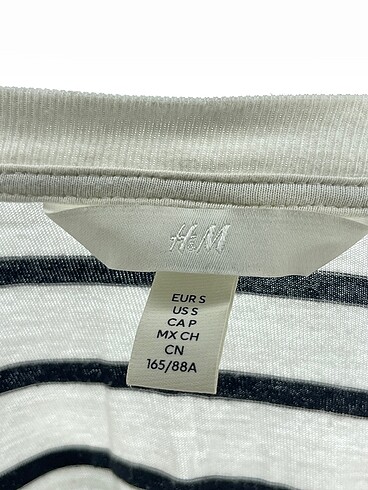 H&M
EUR S
US S
CA P
MX CH
CN
165/88A